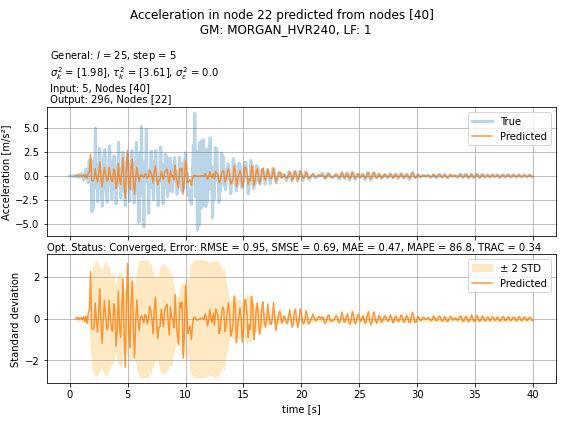 Acceleration in node 22 predicted from nodes [40]
GM: MORGAN_HVR240, LF: 1
General: l = 25, step = 5
σ²ₖ = [1.98], τ²ₖ = [3.61], σ²ε = 0.0
Input: 5, Nodes [40]
Output: 296, Nodes [22]
Acceleration [m/s²]
5.0
2.5
0.0
−2.5
−5.0
True
Predicted
Opt. Status: Converged, Error: RMSE = 0.95, SMSE = 0.69, MAE = 0.47, MAPE = 86.8, TRAC = 0.34
Standard deviation
2
0
−2
± 2 STD
Predicted
0 5 10 15 20 25 30 35 40
time [s]